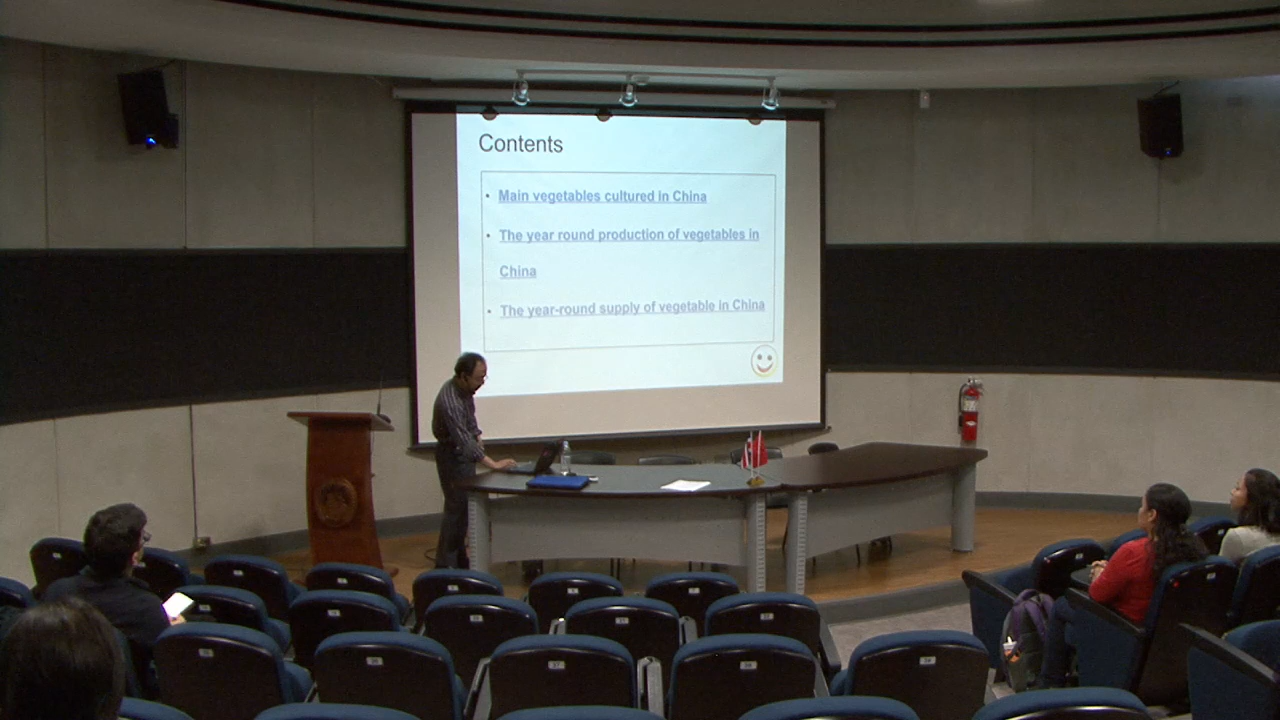 Contents
• Main vegetables cultured in China
• The year round production of vegetables in
China
• The year-round supply of vegetable in China